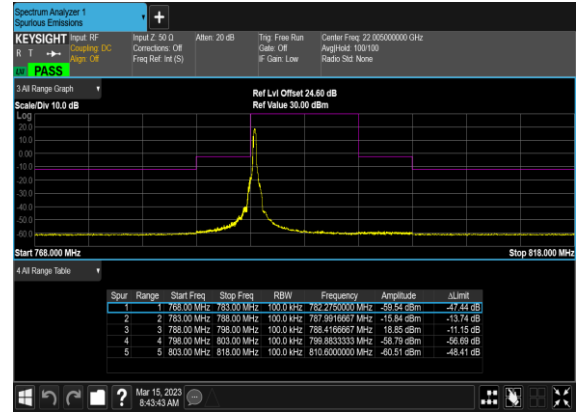 Spectrum Analyzer 1
Spurious Emissions
KEYSIGHT Input: RF Input Z: 50 Ω Atten: 20 dB Trig: Free Run Center Freq: 22.005000000 GHz
R T Coupling: DC Corrections: Off Gate: Off Avg|Hold: 100/100
Align: Off Freq Ref: Int (S) IF Gain: Low Radio Std: None
PASS
3 All Range Graph
Ref Lvl Offset 24.60 dB
Scale/Div 10.0 dB Ref Value 30.00 dBm
Log
20.0
10.0
0.00
-10.0
-20.0
-30.0
-40.0
-50.0
-60.0
Start 768.000 MHz Stop 818.000 MHz
4 All Range Table
Spur Range Start Freq Stop Freq RBW Frequency Amplitude ΔLimit
1 1 768.00 MHz 783.00 MHz 100.0 kHz 782.2750000 MHz -59.54 dBm -47.44 dB
2 2 783.00 MHz 788.00 MHz 100.0 kHz 787.9916667 MHz -15.84 dBm -13.74 dB
3 3 788.00 MHz 798.00 MHz 100.0 kHz 788.4166667 MHz 18.85 dBm -11.15 dB
4 4 798.00 MHz 803.00 MHz 100.0 kHz 799.8833333 MHz -58.79 dBm -56.69 dB
5 5 803.00 MHz 818.00 MHz 100.0 kHz 810.6000000 MHz -60.51 dBm -48.41 dB
?
Mar 15, 2023
8:43:43 AM